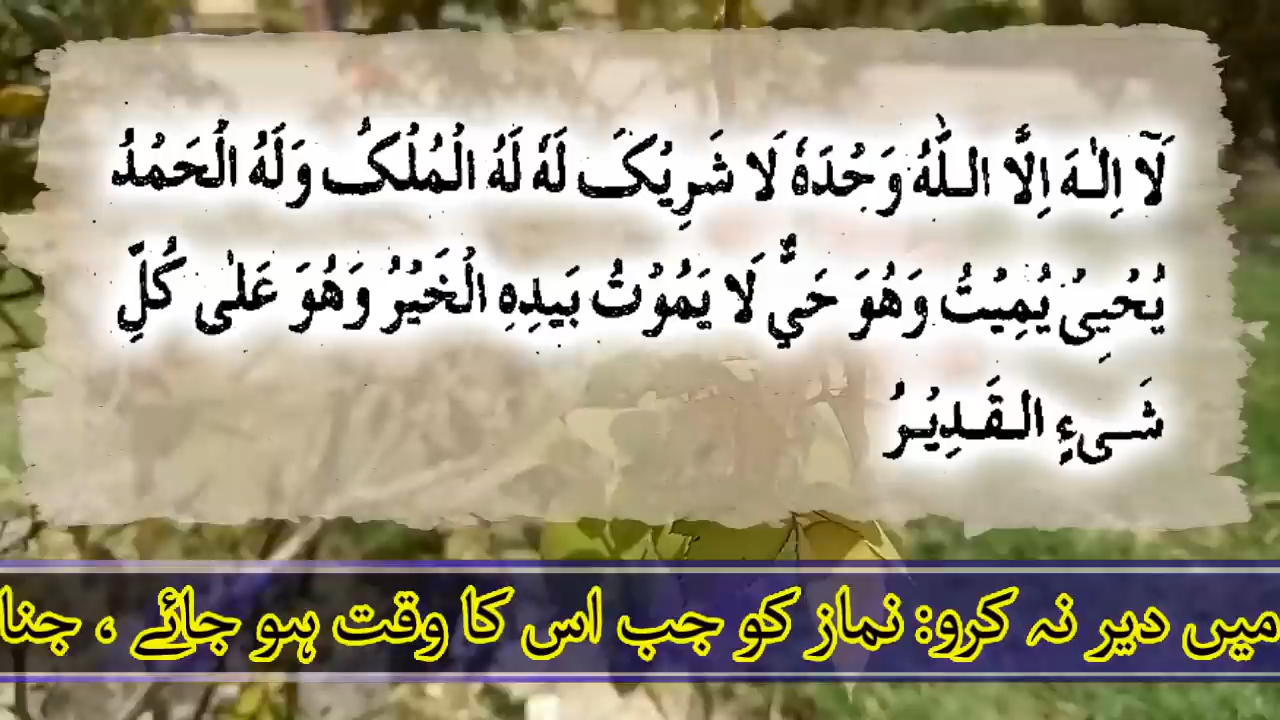 لَآ اِلٰـهَ اِلَّا اللّٰهُ وَحْدَهٗ لَا شَرِيْكَ لَهٗ لَهُ الْمُلْكُ وَلَهُ الْحَمْدُ
يُحْيِىْ يُمِيْتُ وَهُوَ حَيٌّ لَا يَمُوْتُ بَيِدِهِ الْخَيْرُ وَهُوَ عَلٰى كُلِّ
شَىءٍ الْقَدِيْرُ
میں دیر نہ کرو: نماز کو جب اس کا وقت ہو جائے ، جنا